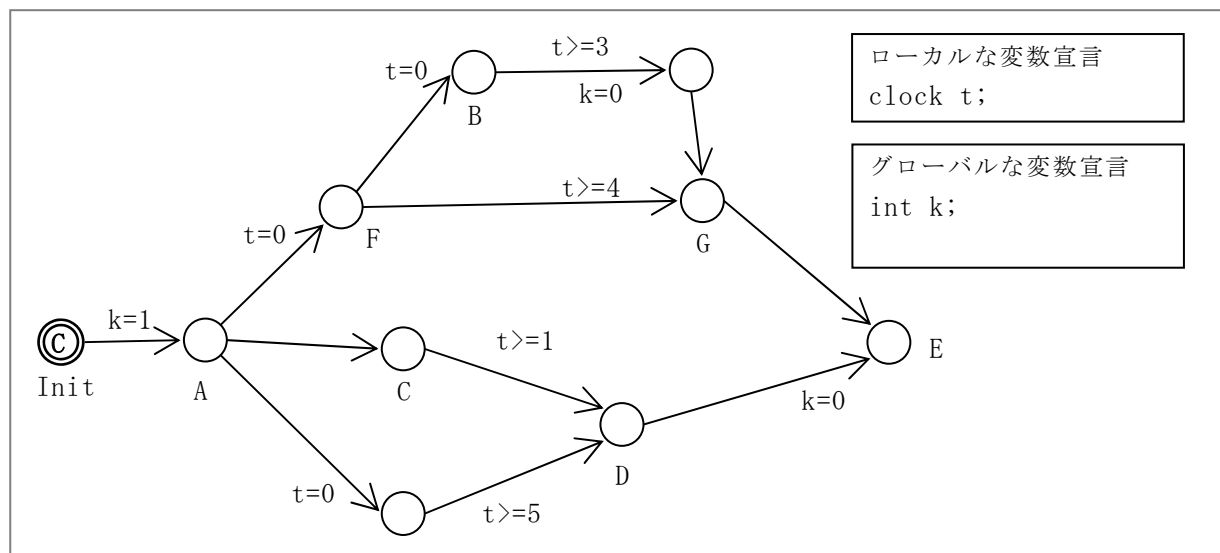 t>=3
t=0
k=0
B
ローカルな変数宣言
clock t;
グローバルな変数宣言
int k;
t>=4
t=0
F
G
k=1
C
Init
A
t>=1
C
E
k=0
D
t=0
t>=5